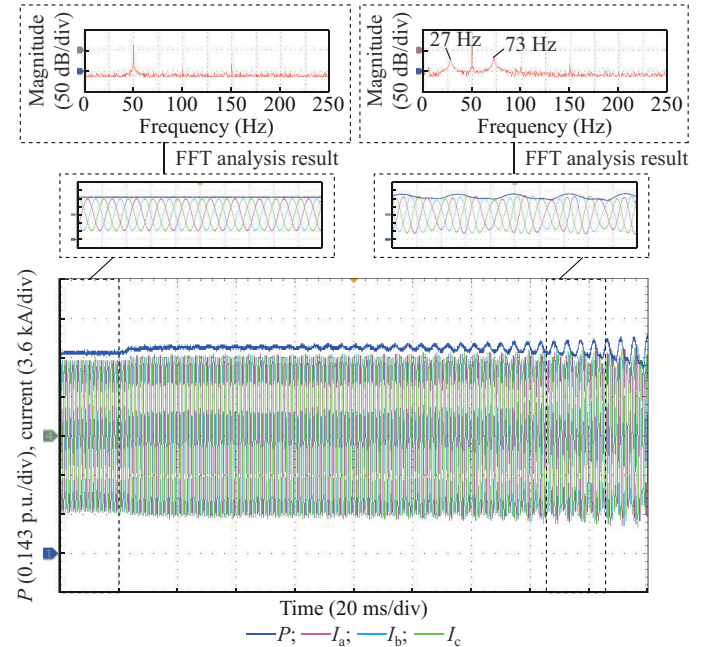 Magnitude
(50 dB/div)
0 50 100 150 200 250
Frequency (Hz)
FFT analysis result
Magnitude
(50 dB/div)
27 Hz
73 Hz
0 50 100 150 200 250
Frequency (Hz)
FFT analysis result
P (0.143 p.u./div), current (3.6 kA/div)
4
1
Time (20 ms/div)
P; Ia; Ib; Ic